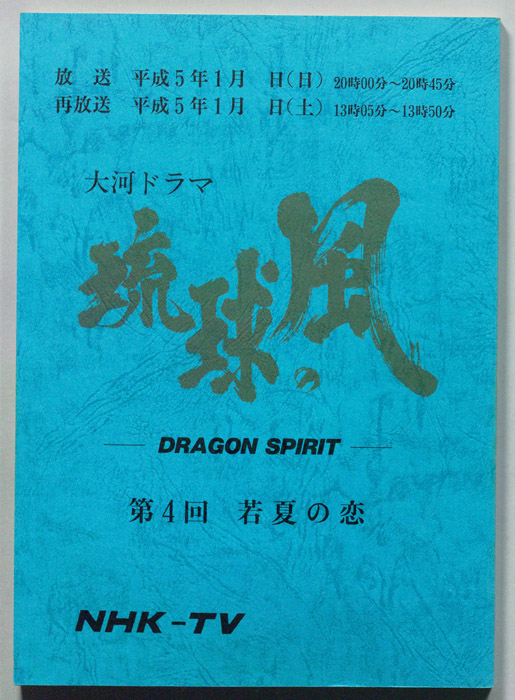 放 送 平成5年1月 日(日) 20時00分~20時45分
再放送 平成5年1月 日(土) 13時05分~13時50分
大河ドラマ
琉球の風
DRAGON SPIRIT
第4回 若夏の恋
NHK-TV